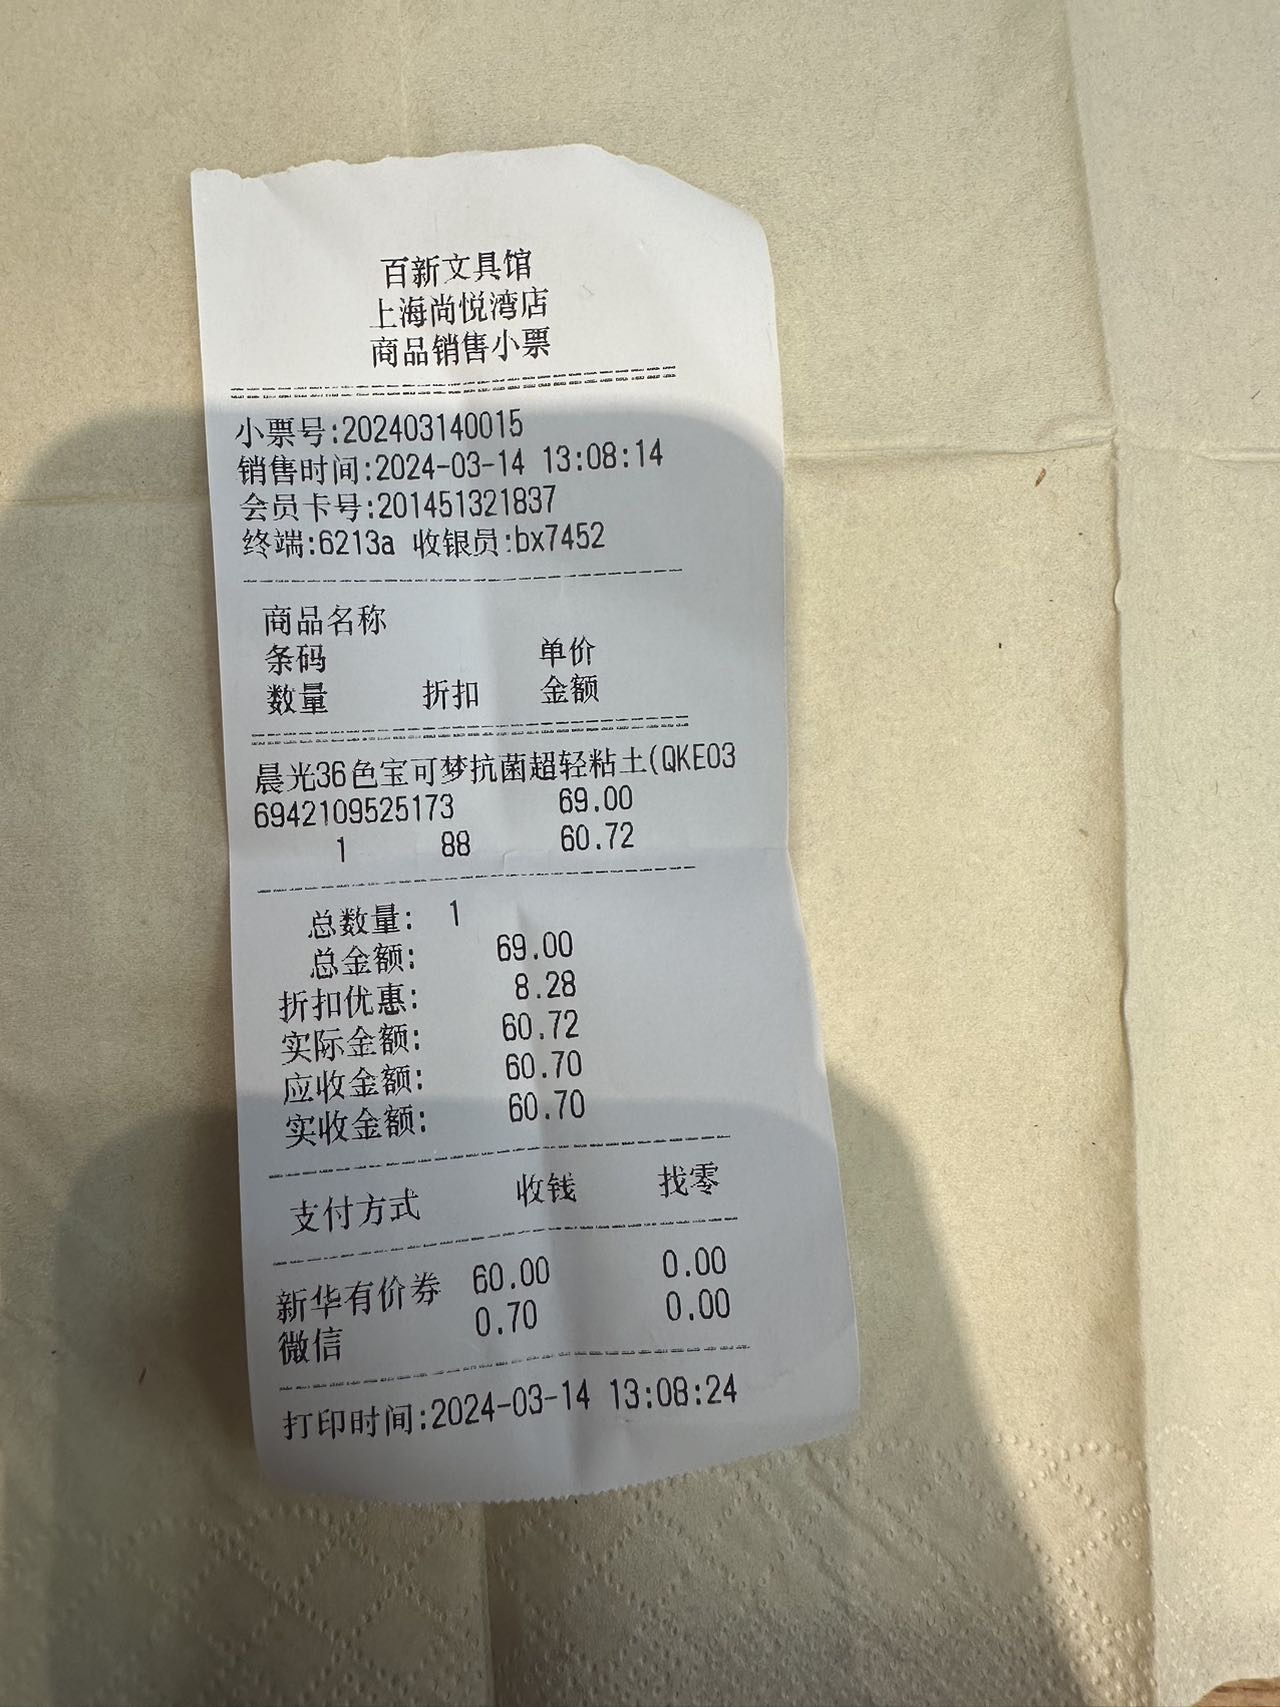 百新文具馆
上海尚悦湾店
商品销售小票
小票号:202403140015
销售时间:2024-03-14 13:08:14
会员卡号:201451321837
终端:6213a 收银员:bx7452
商品名称
条码 单价
数量 折扣 金额
晨光36色宝可梦抗菌超轻粘土(QKE03
6942109525173 69.00
1 88 60.72
总数量: 1
总金额: 69.00
折扣优惠: 8.28
实际金额: 60.72
应收金额: 60.70
实收金额: 60.70
支付方式 收钱 找零
新华有价券 60.00 0.00
微信 0.70 0.00
打印时间:2024-03-14 13:08:24